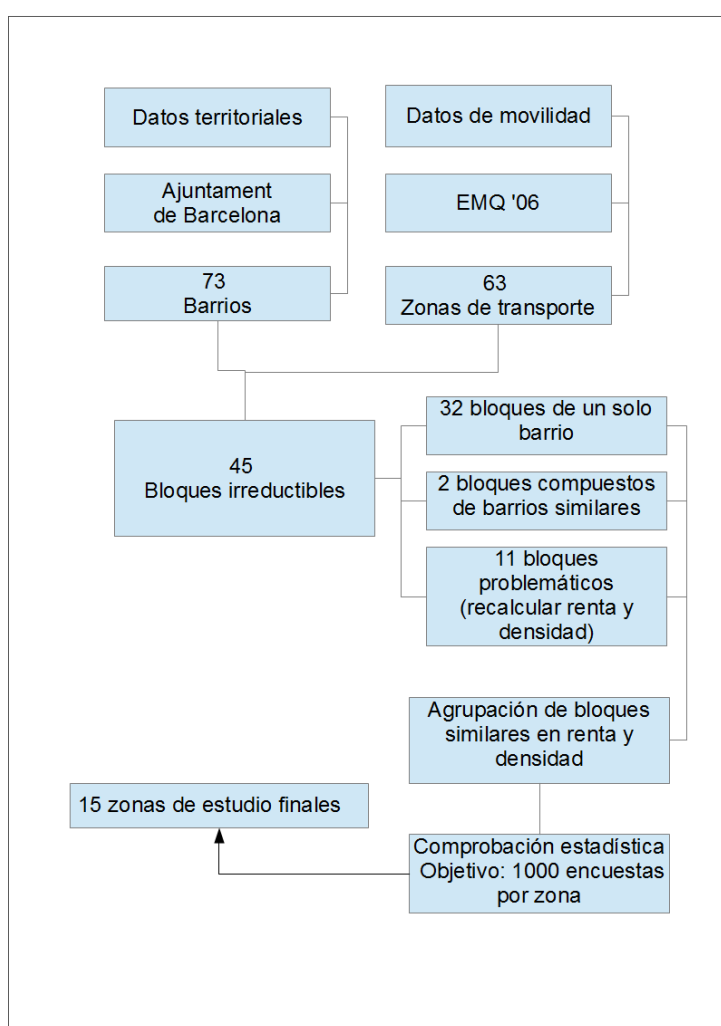 Datos territoriales
Datos de movilidad
Ajuntament
de Barcelona
EMQ '06
73
Barrios
63
Zonas de transporte
45
Bloques irreductibles
32 bloques de un solo
barrio
2 bloques compuestos
de barrios similares
11 bloques
problemáticos
(recalcular renta y
densidad)
Agrupación de bloques
similares en renta y
densidad
15 zonas de estudio finales
Comprobación estadística
Objetivo: 1000 encuestas
por zona